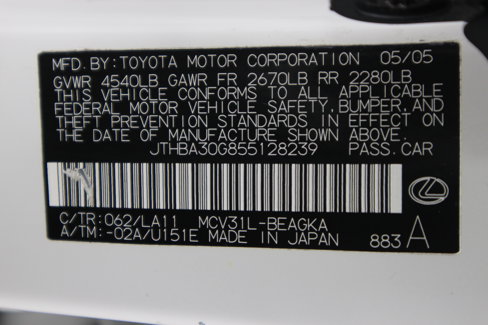 MFD. BY: TOYOTA MOTOR CORPORATION 05/05
GVWR 4540LB GAWR FR 2670LB RR 2280LB
THIS VEHICLE CONFORMS TO ALL APPLICABLE
FEDERAL MOTOR VEHICLE SAFETY, BUMPER, AND
THEFT PREVENTION STANDARDS IN EFFECT ON
THE DATE OF MANUFACTURE SHOWN ABOVE.
JTHBA30G855128239 PASS.CAR
C/TR: 062/LA11 MCV31L-BEAGKA
A/TM: -02A/U151E MADE IN JAPAN 883 A